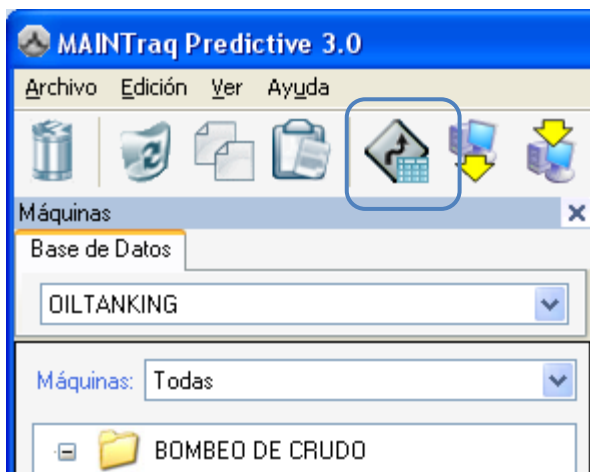 MAINTraq Predictive 3.0
Archivo Edición Ver Ayuda
Máquinas
Base de Datos
OILTANKING
Máquinas: Todas
BOMBEO DE CRUDO